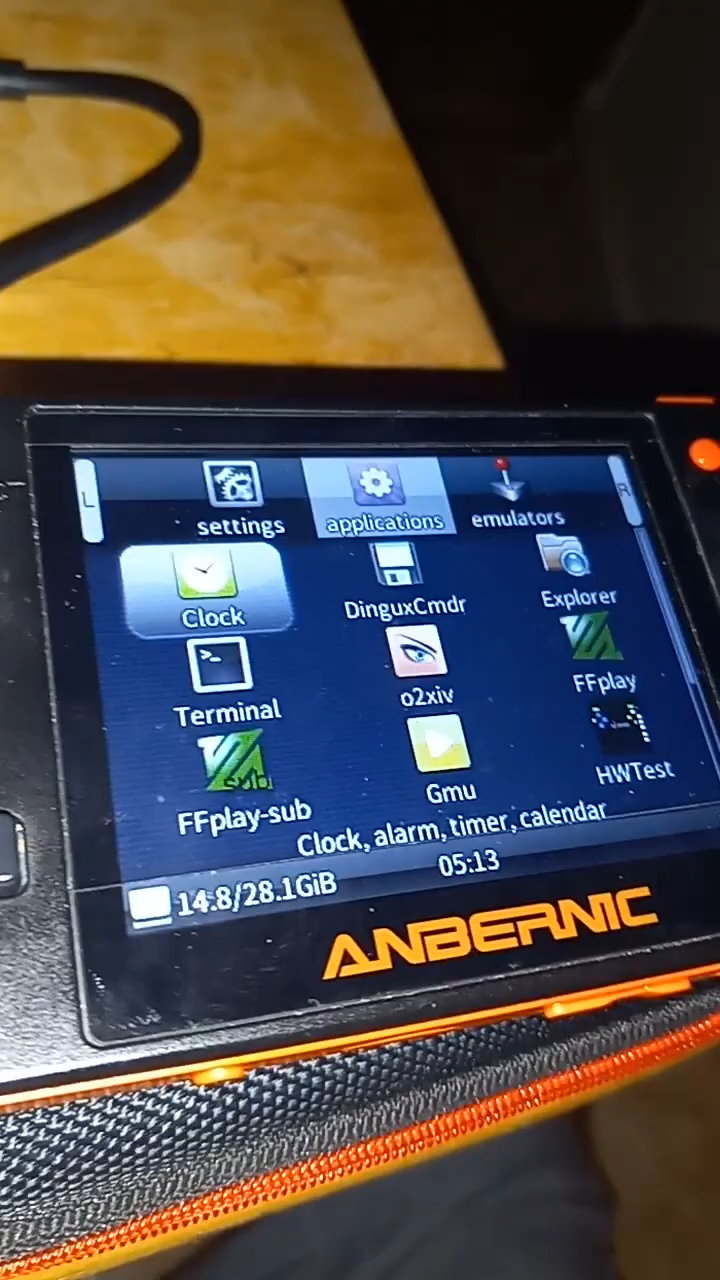 L
settings applications emulators
R
Clock DinguxCmdr Explorer
Terminal o2xiv FFplay
FFplay-sub Gmu HWTest
Clock, alarm, timer, calendar
14.8/28.1GiB 05:13
ANBERNIC